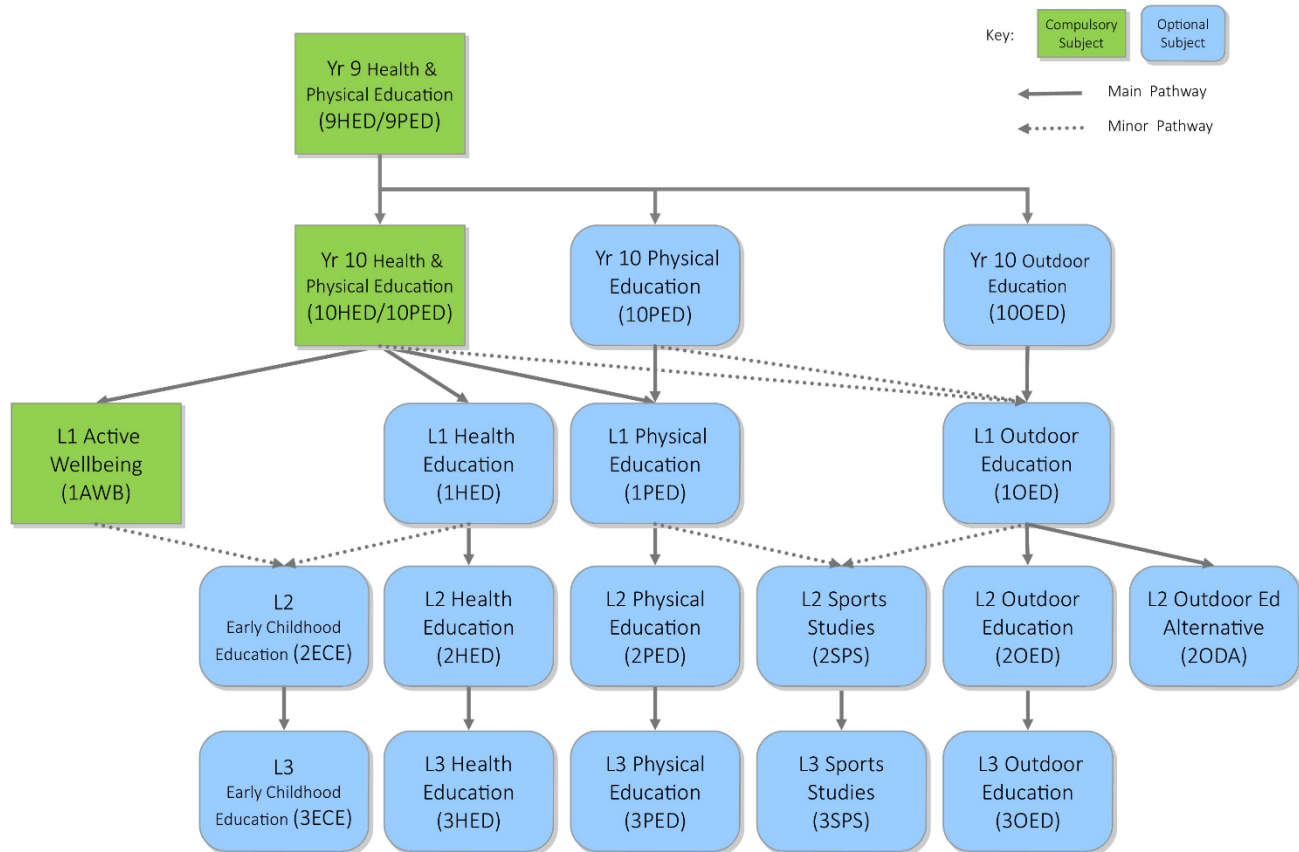 Key:
Compulsory
Subject
Optional
Subject
Main Pathway
Minor Pathway
Yr 9 Health &
Physical Education
(9HED/9PED)
Yr 10 Health &
Physical Education
(10HED/10PED)
Yr 10 Physical
Education
(10PED)
Yr 10 Outdoor
Education
(10OED)
L1 Active
Wellbeing
(1AWB)
L1 Health
Education
(1HED)
L1 Physical
Education
(1PED)
L1 Outdoor
Education
(1OED)
L2
Early Childhood
Education (2ECE)
L2 Health
Education
(2HED)
L2 Physical
Education
(2PED)
L2 Sports
Studies
(2SPS)
L2 Outdoor
Education
(2OED)
L2 Outdoor Ed
Alternative
(2ODA)
L3
Early Childhood
Education (3ECE)
L3 Health
Education
(3HED)
L3 Physical
Education
(3PED)
L3 Sports
Studies
(3SPS)
L3 Outdoor
Education
(3OED)